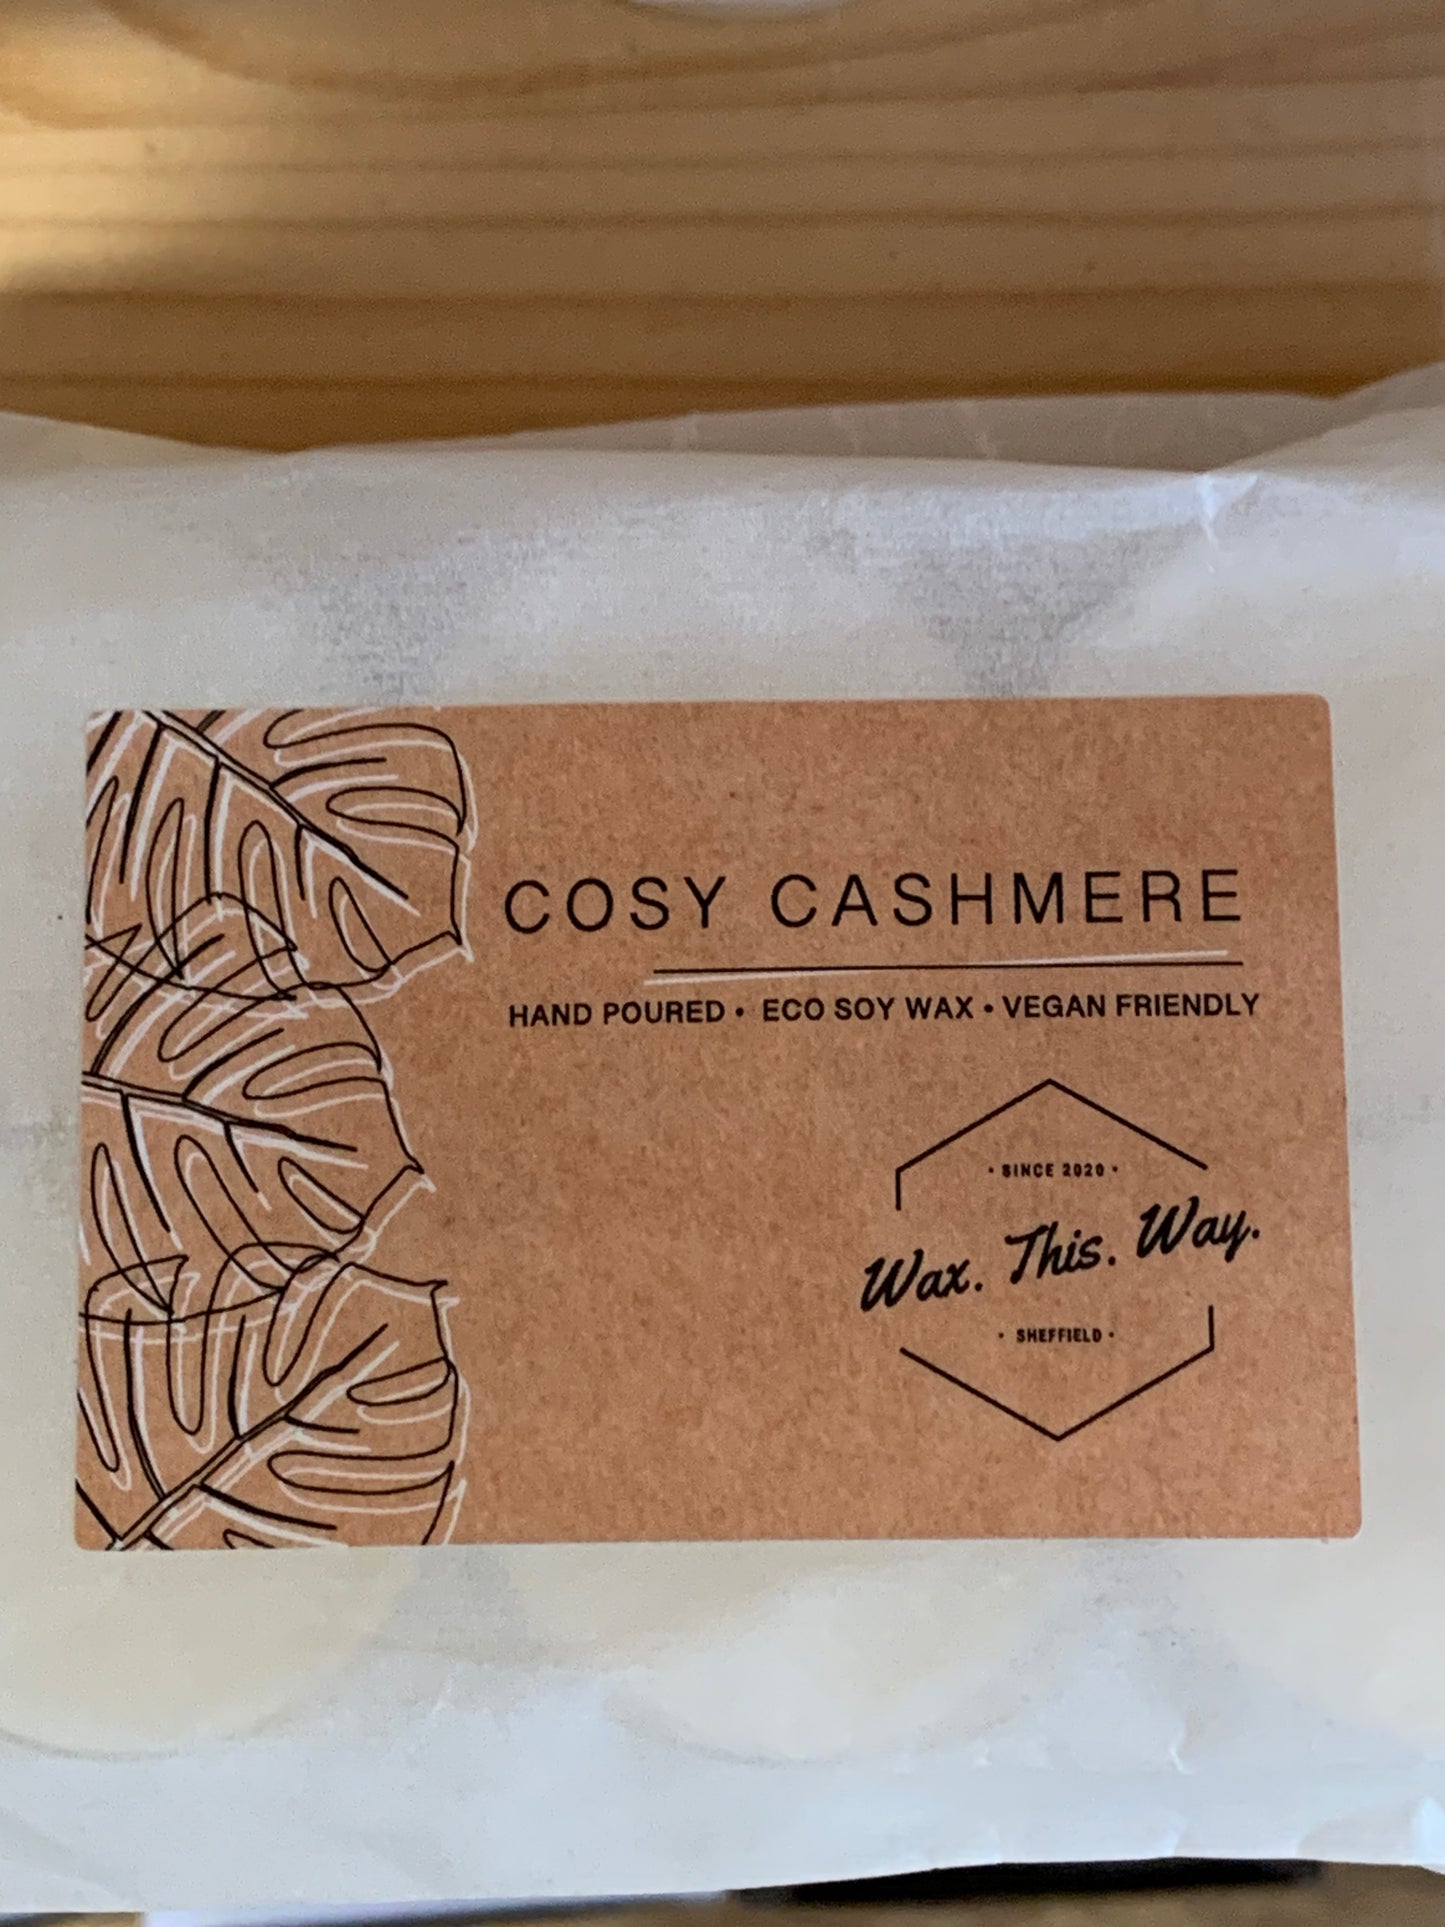 COSY CASHMERE
HAND POURED • ECO SOY WAX • VEGAN FRIENDLY
• SINCE 2020 •
Wax. This. Way.
• SHEFFIELD •